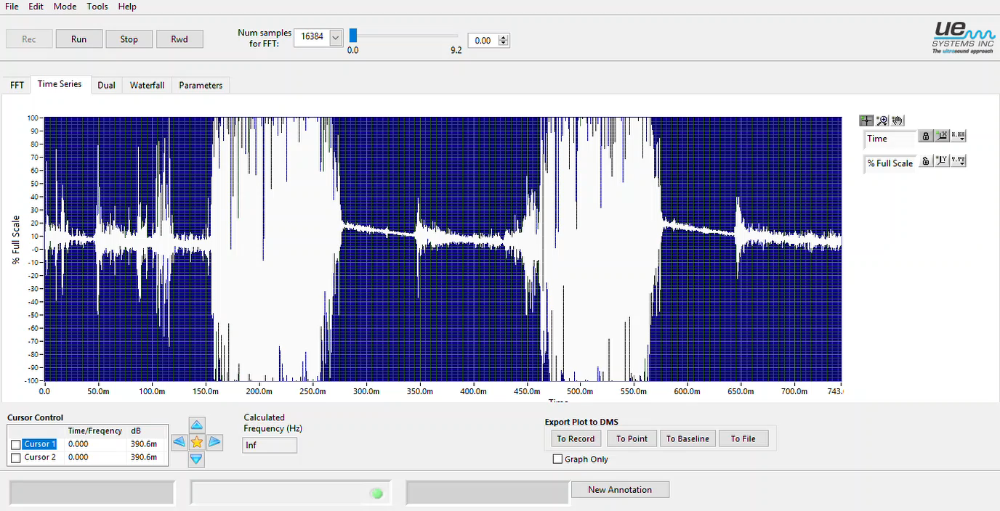 File Edit Mode Tools Help
Rec Run Stop Rwd
Num samples for FFT:
16384
0.0 9.2
0.00
ue
SYSTEMS INC
The ultrasound approach
FFT Time Series Dual Waterfall Parameters
% Full Scale
100
90
80
70
60
50
40
30
20
10
-0
-10
-20
-30
-40
-50
-60
-70
-80
-90
-100
0.0 50.0m 100.0m 150.0m 200.0m 250.0m 300.0m 350.0m 400.0m 450.0m 500.0m 550.0m 600.0m 650.0m 700.0m 743.
Time
Time X X.XX
% Full Scale Y Y.YY
Cursor Control
Time/Freqency dB
Cursor 1 0.000 390.6m
Cursor 2 0.000 390.6m
Calculated
Frequency (Hz)
Inf
Export Plot to DMS
To Record To Point To Baseline To File
Graph Only
New Annotation